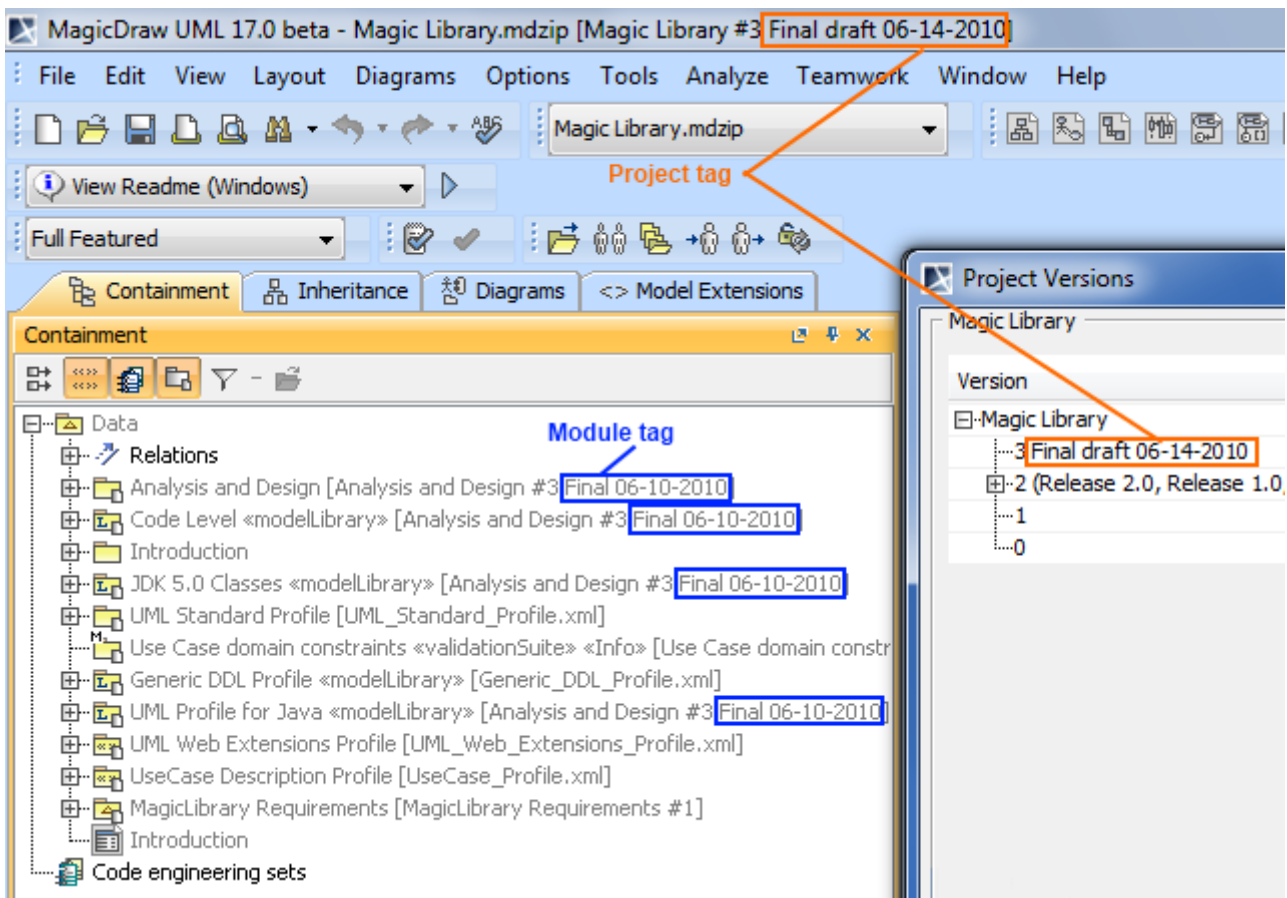 MagicDraw UML 17.0 beta - Magic Library.mdzip [Magic Library #3 Final draft 06-14-2010]
File Edit View Layout Diagrams Options Tools Analyze Teamwork Window Help
ABS
Magic Library.mdzip
View Readme (Windows)
Project tag
Full Featured
Containment Inheritance Diagrams <> Model Extensions
Containment
Data
Module tag
Relations
Analysis and Design [Analysis and Design #3 Final 06-10-2010]
Code Level «modelLibrary» [Analysis and Design #3 Final 06-10-2010]
Introduction
JDK 5.0 Classes «modelLibrary» [Analysis and Design #3 Final 06-10-2010]
UML Standard Profile [UML_Standard_Profile.xml]
Use Case domain constraints «validationSuite» «Info» [Use Case domain constr
Generic DDL Profile «modelLibrary» [Generic_DDL_Profile.xml]
UML Profile for Java «modelLibrary» [Analysis and Design #3 Final 06-10-2010]
UML Web Extensions Profile [UML_Web_Extensions_Profile.xml]
UseCase Description Profile [UseCase_Profile.xml]
MagicLibrary Requirements [MagicLibrary Requirements #1]
Introduction
Code engineering sets
Project Versions
Magic Library
Version
Magic Library
3 Final draft 06-14-2010
2 (Release 2.0, Release 1.0,
1
0